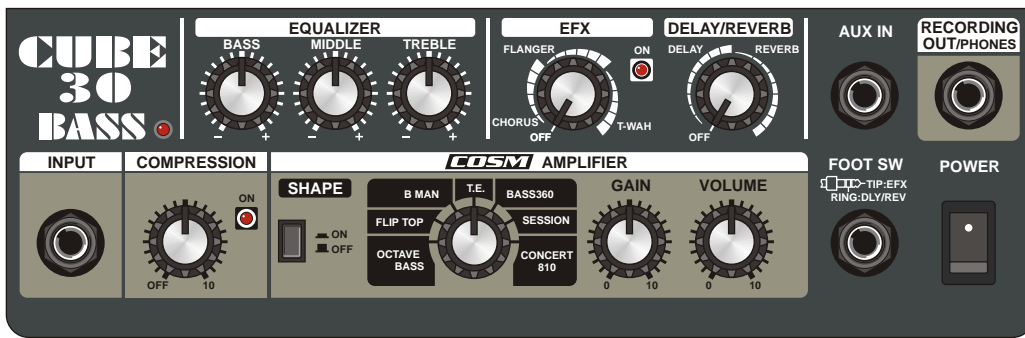 CUBE
30
BASS
EQUALIZER
BASS
MIDDLE
TREBLE
– +
– +
– +
EFX
FLANGER
CHORUS
OFF
T-WAH
ON
DELAY/REVERB
DELAY
REVERB
OFF
AUX IN
RECORDING
OUT/PHONES
INPUT
COMPRESSION
ON
OFF 10
COSM AMPLIFIER
SHAPE
ON
OFF
B MAN
T.E.
BASS360
FLIP TOP
SESSION
OCTAVE
BASS
CONCERT
810
GAIN
0 10
VOLUME
0 10
FOOT SW
TIP:EFX
RING:DLY/REV
POWER